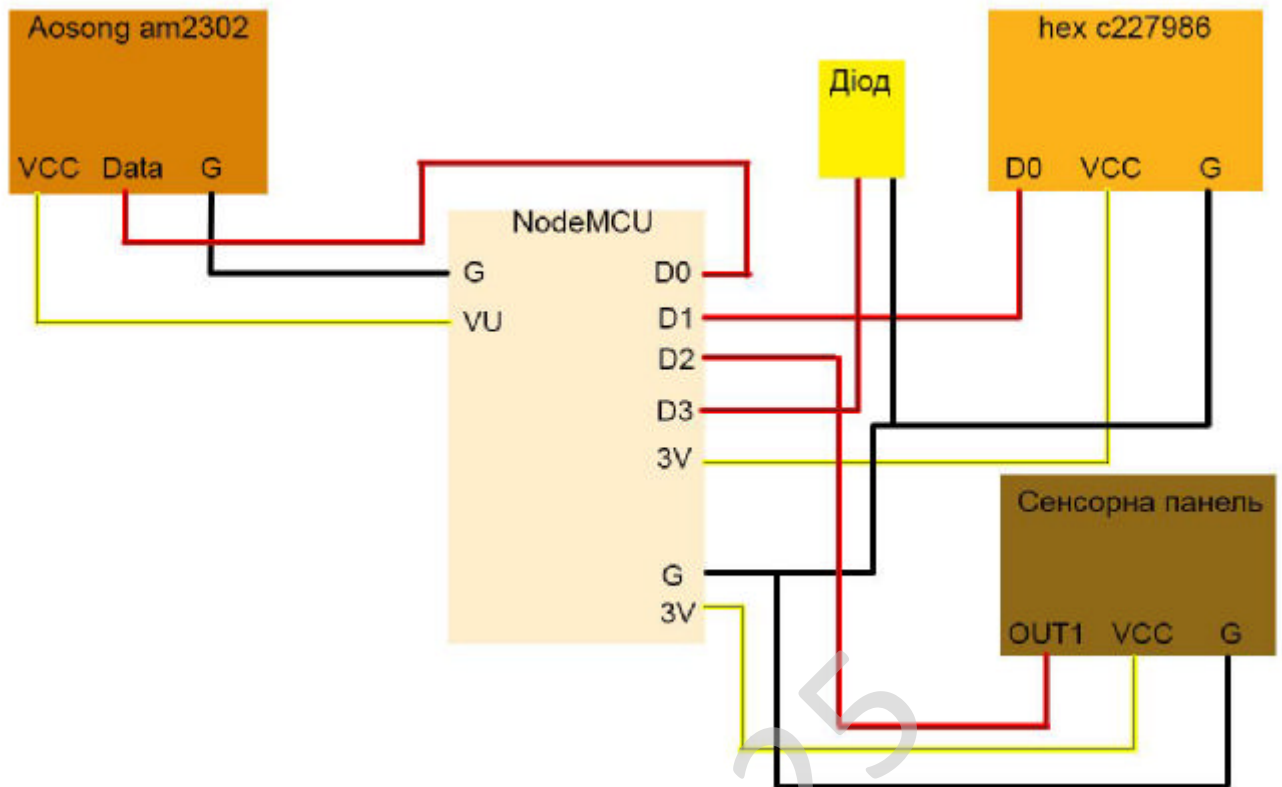 Aosong am2302
VCC Data G
NodeMCU
G
VU
D0
D1
D2
D3
3V
G
3V
Діод
hex c227986
D0 VCC G
Сенсорна панель
OUT1 VCC G
25